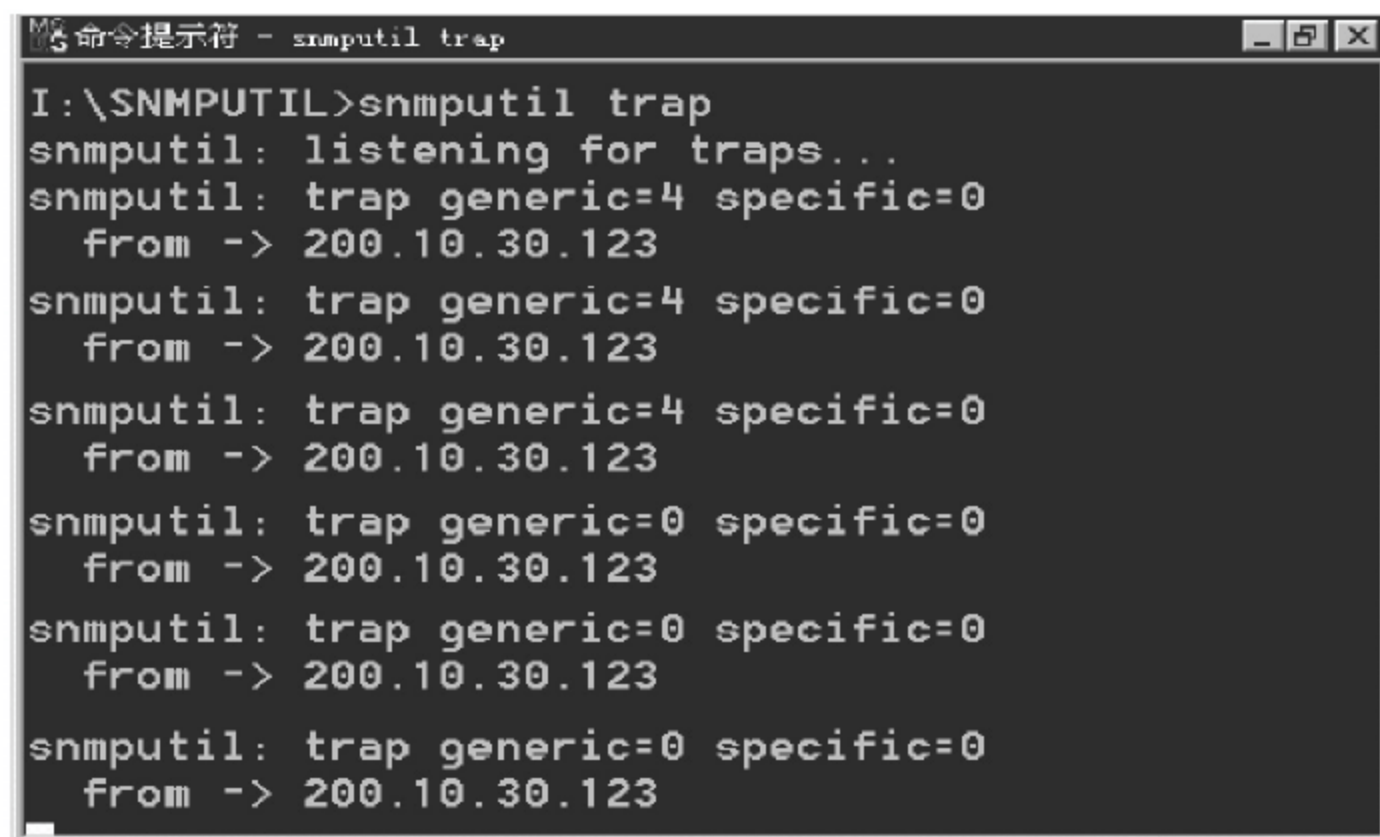 命令提示符 - snmputil trap
I:\SNMPUTIL>snmputil trap
snmputil: listening for traps...
snmputil: trap generic=4 specific=0
  from -> 200.10.30.123
snmputil: trap generic=4 specific=0
  from -> 200.10.30.123
snmputil: trap generic=4 specific=0
  from -> 200.10.30.123
snmputil: trap generic=0 specific=0
  from -> 200.10.30.123
snmputil: trap generic=0 specific=0
  from -> 200.10.30.123
snmputil: trap generic=0 specific=0
  from -> 200.10.30.123